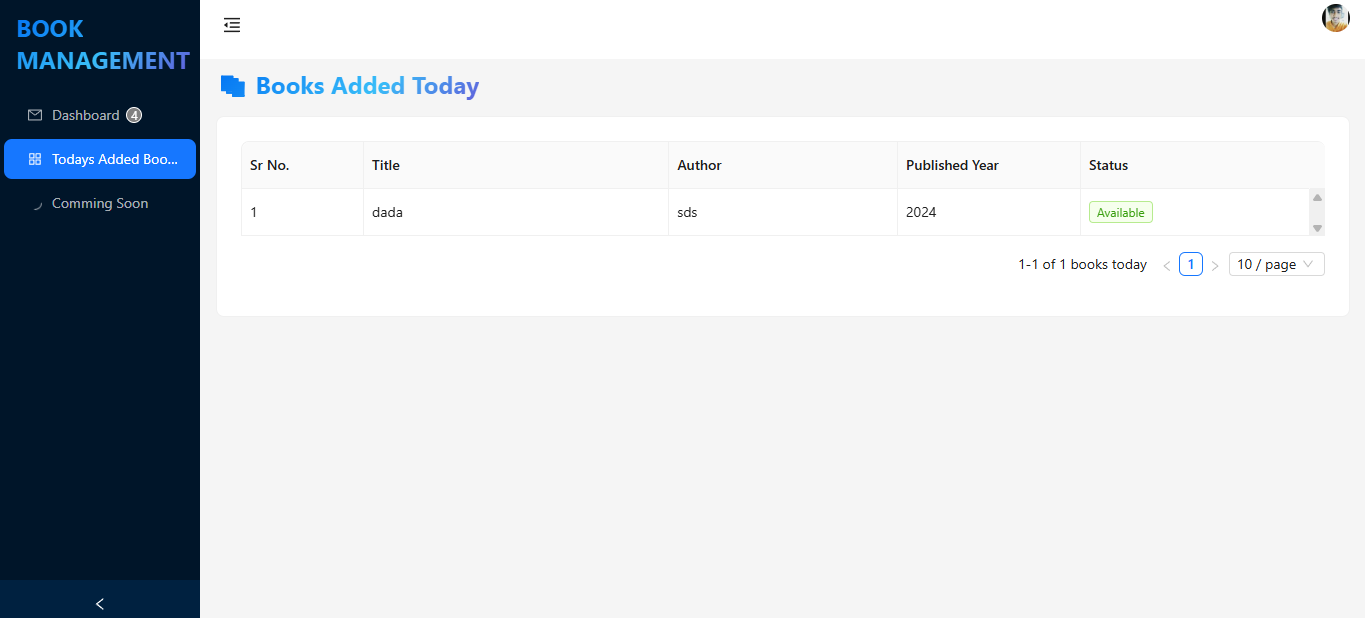 BOOK
MANAGEMENT
Dashboard 4
Todays Added Boo...
Comming Soon
Books Added Today
Sr No. Title Author Published Year Status
1 dada sds 2024 Available
1-1 of 1 books today < 1 > 10 / page